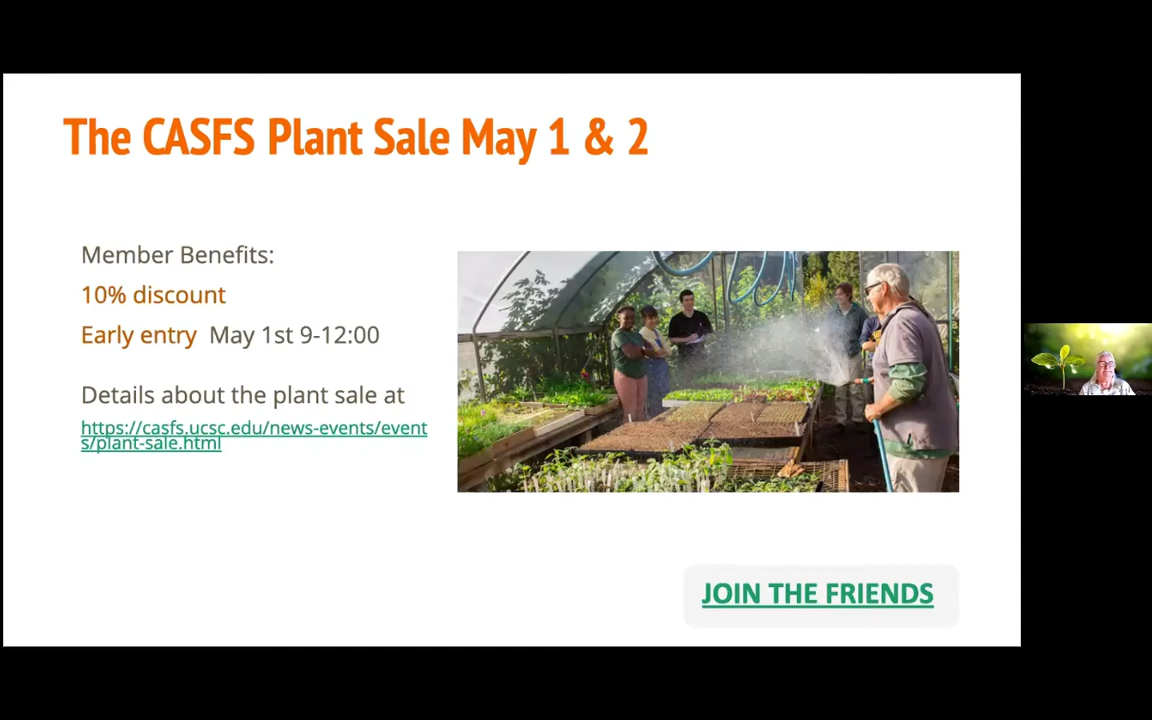 The CASFS Plant Sale May 1 & 2
Member Benefits:
10% discount
Early entry May 1st 9-12:00
Details about the plant sale at
https://casfs.ucsc.edu/news-events/event
s/plant-sale.html
JOIN THE FRIENDS